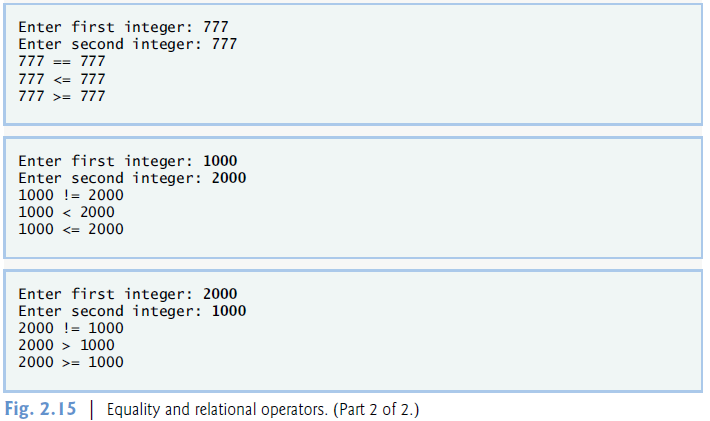 Enter first integer: 777
Enter second integer: 777
777 == 777
777 <= 777
777 >= 777
Enter first integer: 1000
Enter second integer: 2000
1000 != 2000
1000 < 2000
1000 <= 2000
Enter first integer: 2000
Enter second integer: 1000
2000 != 1000
2000 > 1000
2000 >= 1000
Fig. 2.15 | Equality and relational operators. (Part 2 of 2.)